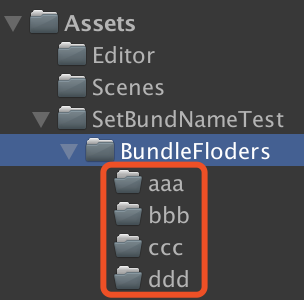 Assets
Editor
Scenes
SetBundNameTest
BundleFloders
aaa
bbb
ccc
ddd